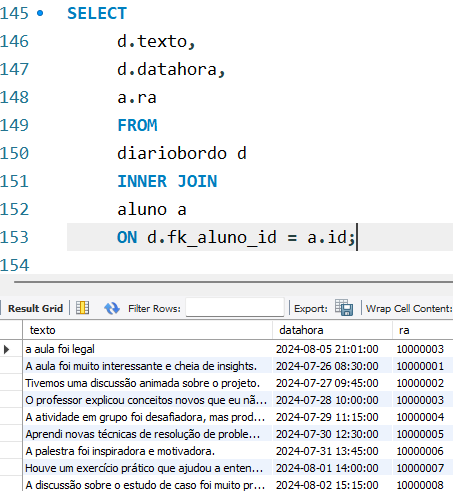 145 SELECT
146 d.texto,
147 d.datahora,
148 a.ra
149 FROM
150 diariobordo d
151 INNER JOIN
152 aluno a
153 ON d.fk_aluno_id = a.id;
154
Result Grid Filter Rows: Export: Wrap Cell Content:
texto datahora ra
a aula foi legal 2024-08-05 21:01:00 10000003
A aula foi muito interessante e cheia de insights. 2024-07-26 08:30:00 10000001
Tivemos uma discussão animada sobre o projeto. 2024-07-27 09:45:00 10000002
O professor explicou conceitos novos que eu nã... 2024-07-28 10:00:00 10000003
A atividade em grupo foi desafiadora, mas prod... 2024-07-29 11:15:00 10000004
Aprendi novas técnicas de resolução de proble... 2024-07-30 12:30:00 10000005
A palestra foi inspiradora e motivadora. 2024-07-31 13:45:00 10000006
Houve um exercício prático que ajudou a enten... 2024-08-01 14:00:00 10000007
A discussão sobre o estudo de caso foi muito pr... 2024-08-02 15:15:00 10000008